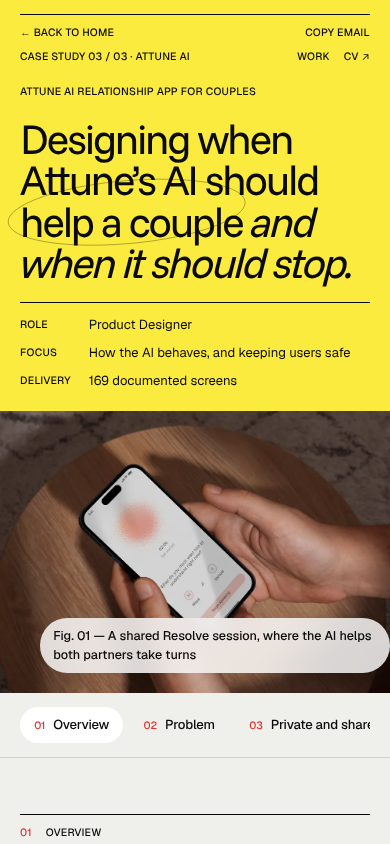 ← BACK TO HOME
COPY EMAIL
CASE STUDY 03 / 03 · ATTUNE AI
WORK
CV ↗
ATTUNE AI RELATIONSHIP APP FOR COUPLES
Designing when
Attune’s AI should
help a couple and
when it should stop.
ROLE
Product Designer
FOCUS
How the AI behaves, and keeping users safe
DELIVERY
169 documented screens
Fig. 01 — A shared Resolve session, where the AI helps
both partners take turns
01 Overview
02 Problem
03 Private and share
01 OVERVIEW